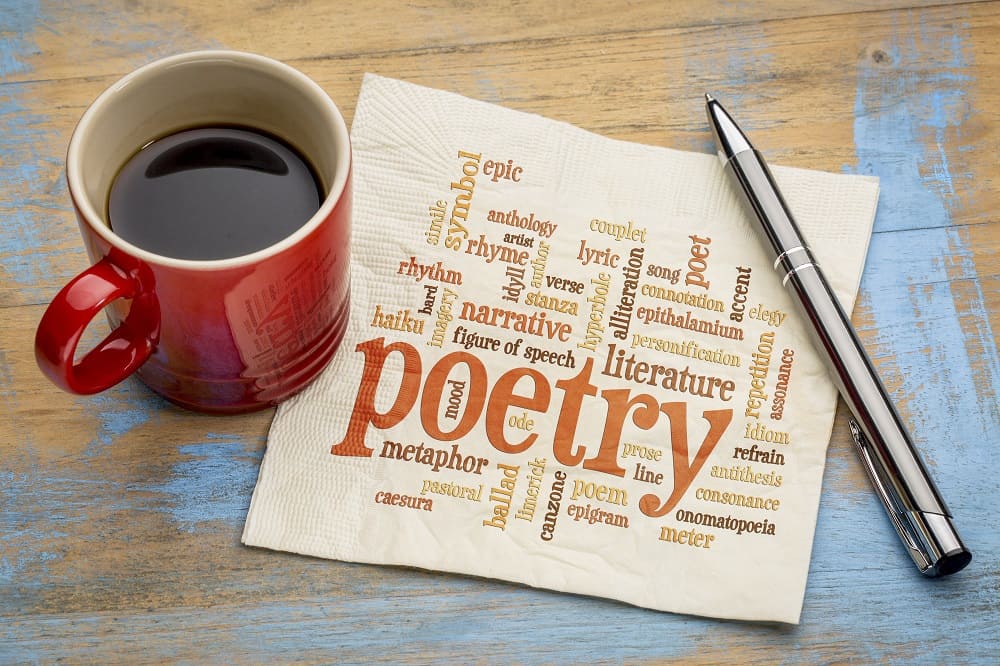 epic
symbol
simile
anthology
couplet
artist
rhyme
author
lyric
poet
rhythm
idyll
verse
song
alliteration
accent
hard
imagery
stanza
hyperbole
connotation
elegy
haiku
narrative
epithalamium
figure of speech
personification
repetition
assonance
literature
poetry
mood
ode
idiom
metaphor
prose
line
refrain
antithesis
pastoral
ballad
limerick
canzone
poem
consonance
caesura
epigram
onomatopoeia
meter